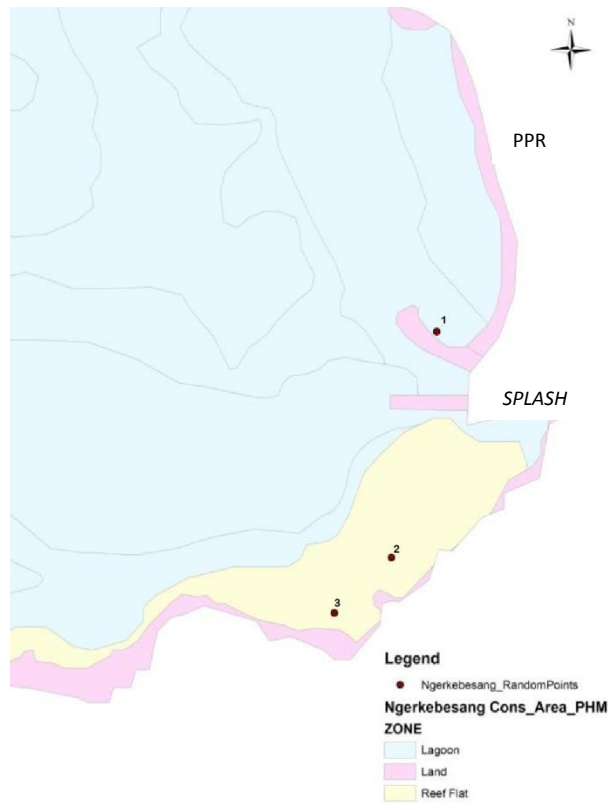 N
PPR
1
SPLASH
2
3
Legend
Ngerkebesang_RandomPoints
Ngerkebesang Cons_Area_PHM
ZONE
Lagoon
Land
Reef Flat